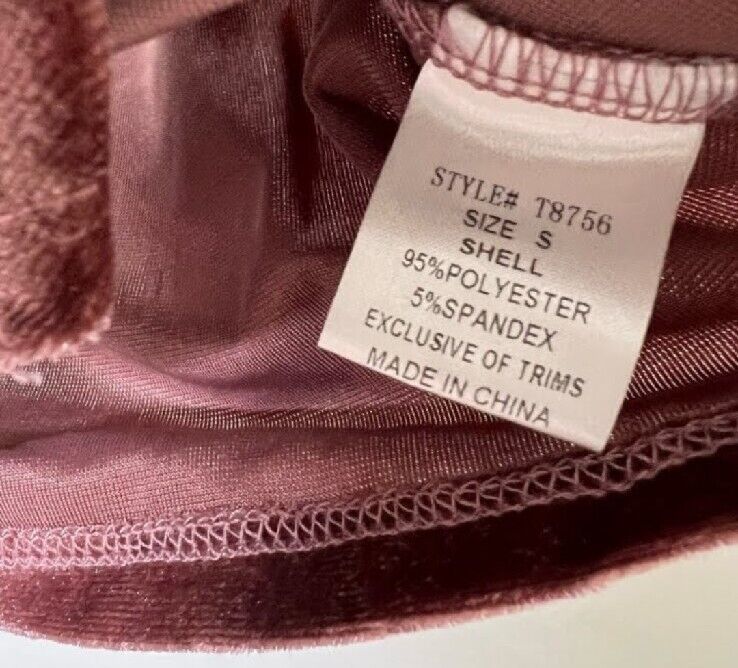 STYLE# T8756
SIZE S
SHELL
95%POLYESTER
5%SPANDEX
EXCLUSIVE OF TRIMS
MADE IN CHINA